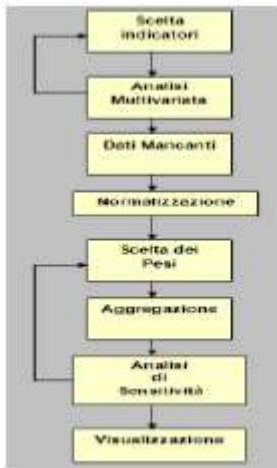 Scelta
indicatori
Analisi
Multivariata
Dati Mancanti
Normalizzazione
Scelta dei
Pesi
Aggregazione
Analisi
di
Sensitività
Visualizzazione